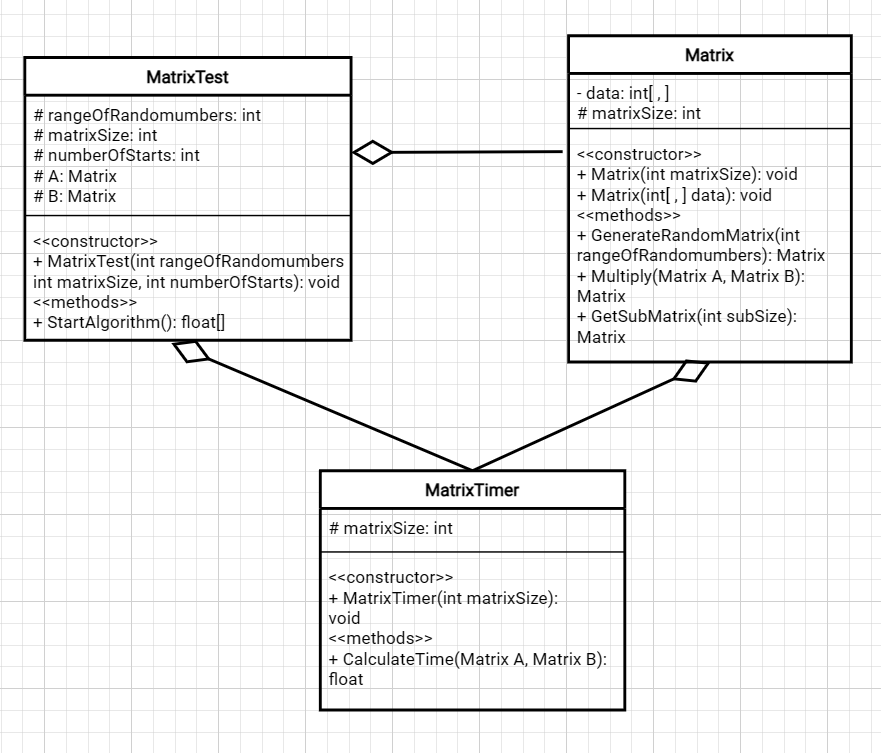 MatrixTest
# rangeOfRandomumbers: int
# matrixSize: int
# numberOfStarts: int
# A: Matrix
# B: Matrix
<<constructor>>
+ MatrixTest(int rangeOfRandomumbers
int matrixSize, int numberOfStarts): void
<<methods>>
+ StartAlgorithm(): float[]
Matrix
- data: int[ , ]
# matrixSize: int
<<constructor>>
+ Matrix(int matrixSize): void
+ Matrix(int[ , ] data): void
<<methods>>
+ GenerateRandomMatrix(int
rangeOfRandomumbers): Matrix
+ Multiply(Matrix A, Matrix B):
Matrix
+ GetSubMatrix(int subSize):
Matrix
MatrixTimer
# matrixSize: int
<<constructor>>
+ MatrixTimer(int matrixSize):
void
<<methods>>
+ CalculateTime(Matrix A, Matrix B):
float